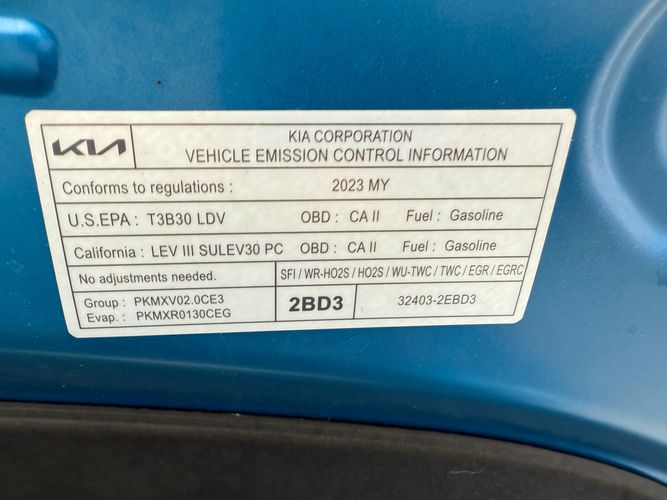 KIA
KIA CORPORATION
VEHICLE EMISSION CONTROL INFORMATION
Conforms to regulations : 2023 MY
U.S.EPA : T3B30 LDV OBD : CA II Fuel : Gasoline
California : LEV III SULEV30 PC OBD : CA II Fuel : Gasoline
No adjustments needed. SFI / WR-HO2S / HO2S / WU-TWC / TWC / EGR / EGRC
Group : PKMXV02.0CE3
Evap. : PKMXR0130CEG
2BD3
32403-2EBD3